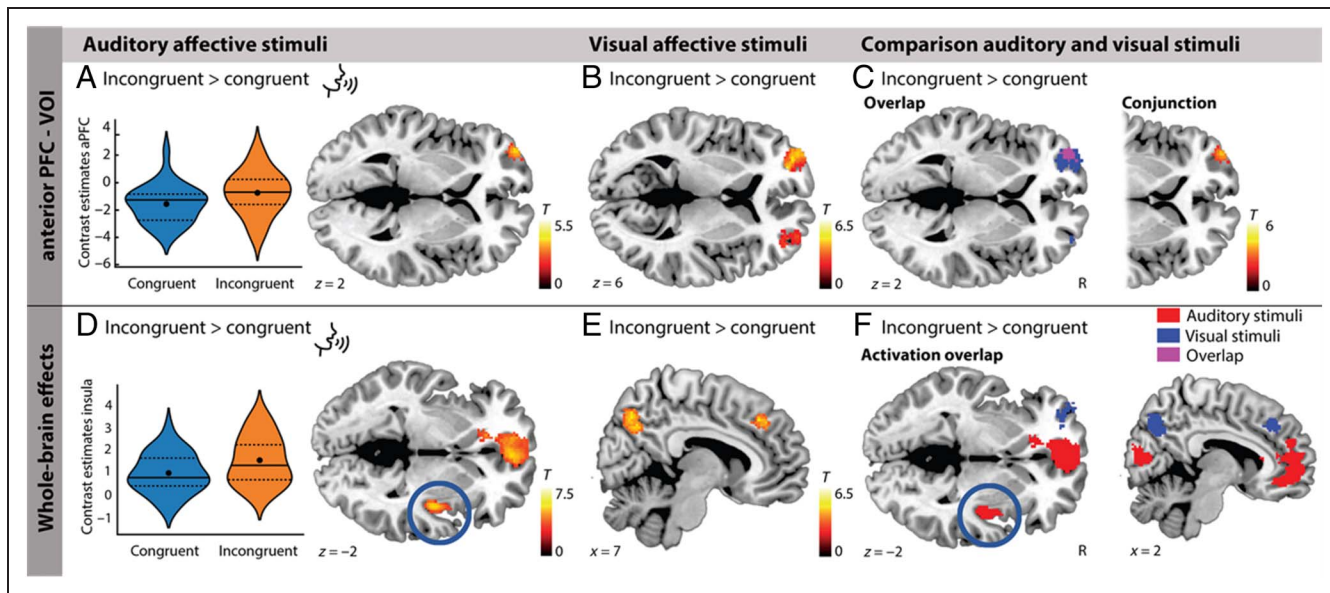 Auditory affective stimuli
Visual affective stimuli
Comparison auditory and visual stimuli
anterior PFC - VOI
A Incongruent > congruent
Contrast estimates aPFC
4
2
0
−2
−4
−6
Congruent
Incongruent
z = 2
T
5.5
0
B Incongruent > congruent
z = 6
T
6.5
0
C Incongruent > congruent
Overlap
Conjunction
z = 2
R
T
6
0
Whole-brain effects
D Incongruent > congruent
Contrast estimates insula
4
3
2
1
0
−1
Congruent
Incongruent
z = −2
T
7.5
0
E Incongruent > congruent
x = 7
T
6.5
0
F Incongruent > congruent
Activation overlap
Auditory stimuli
Visual stimuli
Overlap
z = −2
R
x = 2